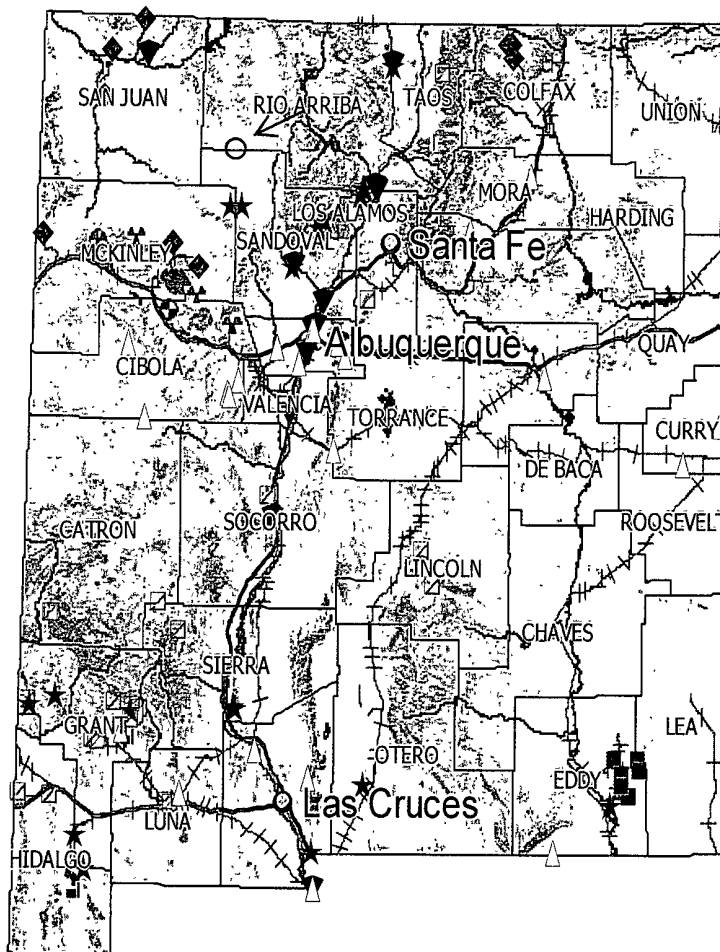 SAN JUAN
RIO ARRIBA
TAOS
COLFAX
UNION
MORA
LOS ALAMOS
HARDING
MCKINLEY
SANDOVAL
Santa Fe
Albuquerque
QUAY
CIBOLA
VALENCIA
TORRANCE
CURRY
DE BACA
CATRON
SOCORRO
ROOSEVEL
LINCOLN
CHAVES
SIERRA
GRANT
LEA
OTERO
EDDY
Las Cruces
LUNA
HIDALGO